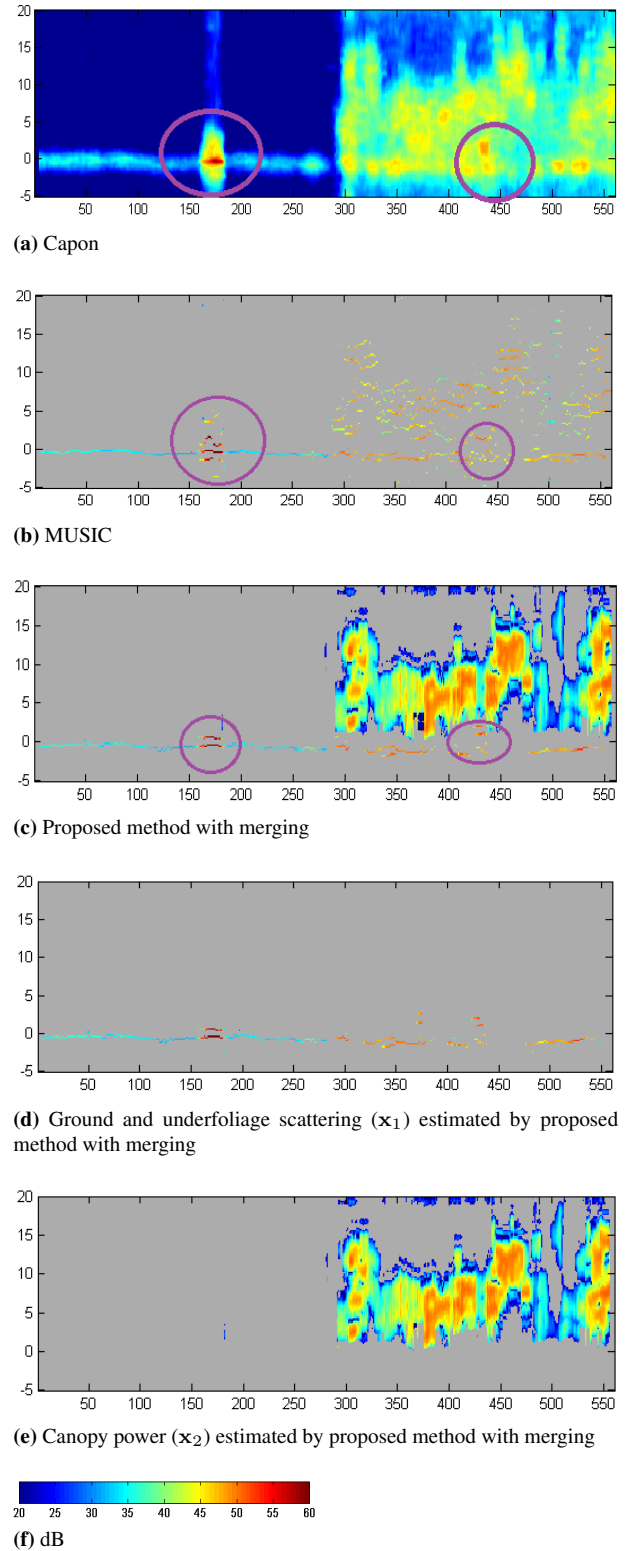 20
15
10
5
0
-5
50 100 150 200 250 300 350 400 450 500 550
(a) Capon
20
15
10
5
0
-5
50 100 150 200 250 300 350 400 450 500 550
(b) MUSIC
20
15
10
5
0
-5
50 100 150 200 250 300 350 400 450 500 550
(c) Proposed method with merging
20
15
10
5
0
-5
50 100 150 200 250 300 350 400 450 500 550
(d) Ground and underfoliage scattering (x₁) estimated by proposed
method with merging
20
15
10
5
0
-5
50 100 150 200 250 300 350 400 450 500 550
(e) Canopy power (x₂) estimated by proposed method with merging
20 25 30 35 40 45 50 55 60
(f) dB